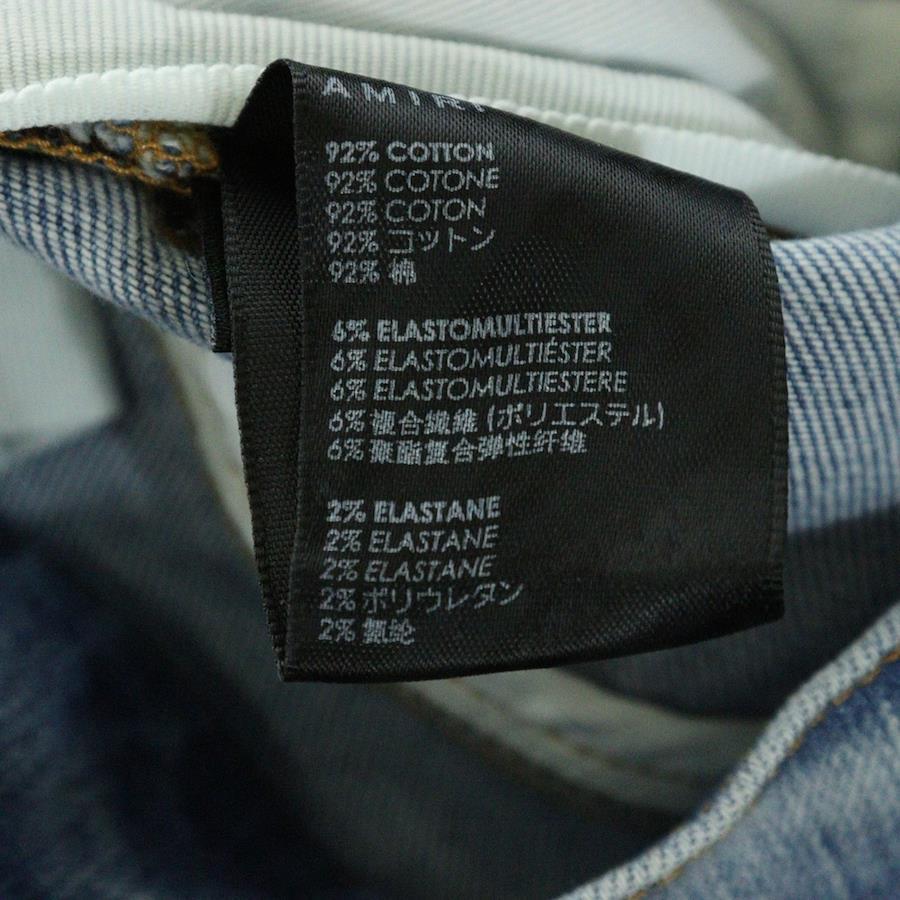 AMIRI
92% COTTON
92% COTONE
92% COTON
92% コットン
92% 棉
6% ELASTOMULTIESTER
6% ELASTOMULTIÉSTER
6% ELASTOMULTIESTERE
6% 複合繊維 (ポリエステル)
6% 聚酯复合弹性纤维
2% ELASTANE
2% ELASTANE
2% ELASTANE
2% ポリウレタン
2% 氨纶